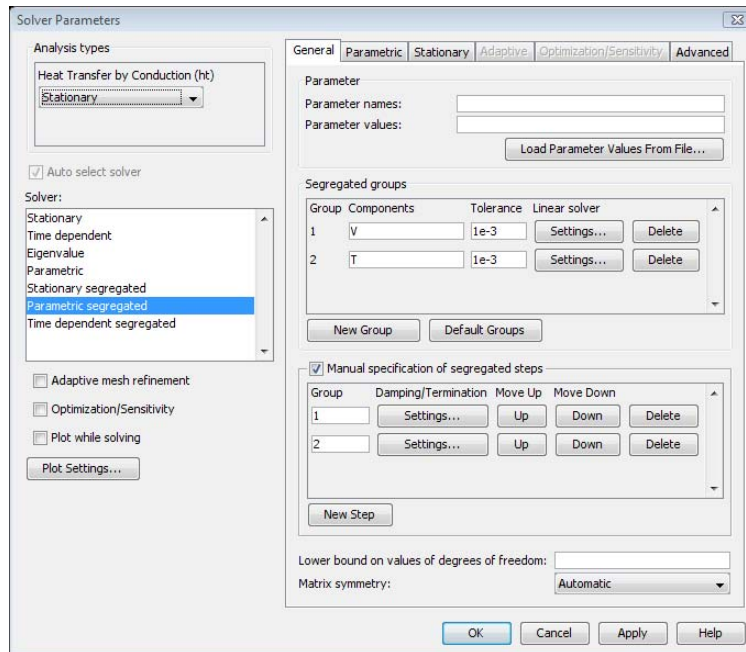 Solver Parameters
Analysis types
Heat Transfer by Conduction (ht)
Stationary
Auto select solver
Solver:
Stationary
Time dependent
Eigenvalue
Parametric
Stationary segregated
Parametric segregated
Time dependent segregated
Adaptive mesh refinement
Optimization/Sensitivity
Plot while solving
Plot Settings...
General Parametric Stationary Adaptive Optimization/Sensitivity Advanced
Parameter
Parameter names:
Parameter values:
Load Parameter Values From File...
Segregated groups
Group Components Tolerance Linear solver
1 V 1e-3 Settings... Delete
2 T 1e-3 Settings... Delete
New Group Default Groups
Manual specification of segregated steps
Group Damping/Termination Move Up Move Down
1 Settings... Up Down Delete
2 Settings... Up Down Delete
New Step
Lower bound on values of degrees of freedom:
Matrix symmetry: Automatic
OK Cancel Apply Help